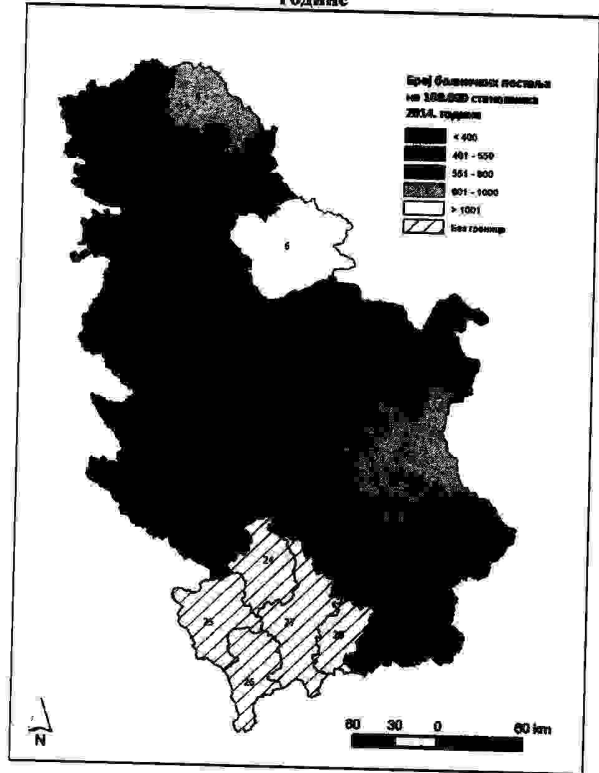 године
Број болничких постеља
на 100.000 становника
2014. године
< 400
401 - 550
551 - 800
801 - 1000
> 1001
Без граница
6
24
25
27
28
26
N
60 30 0 60 km